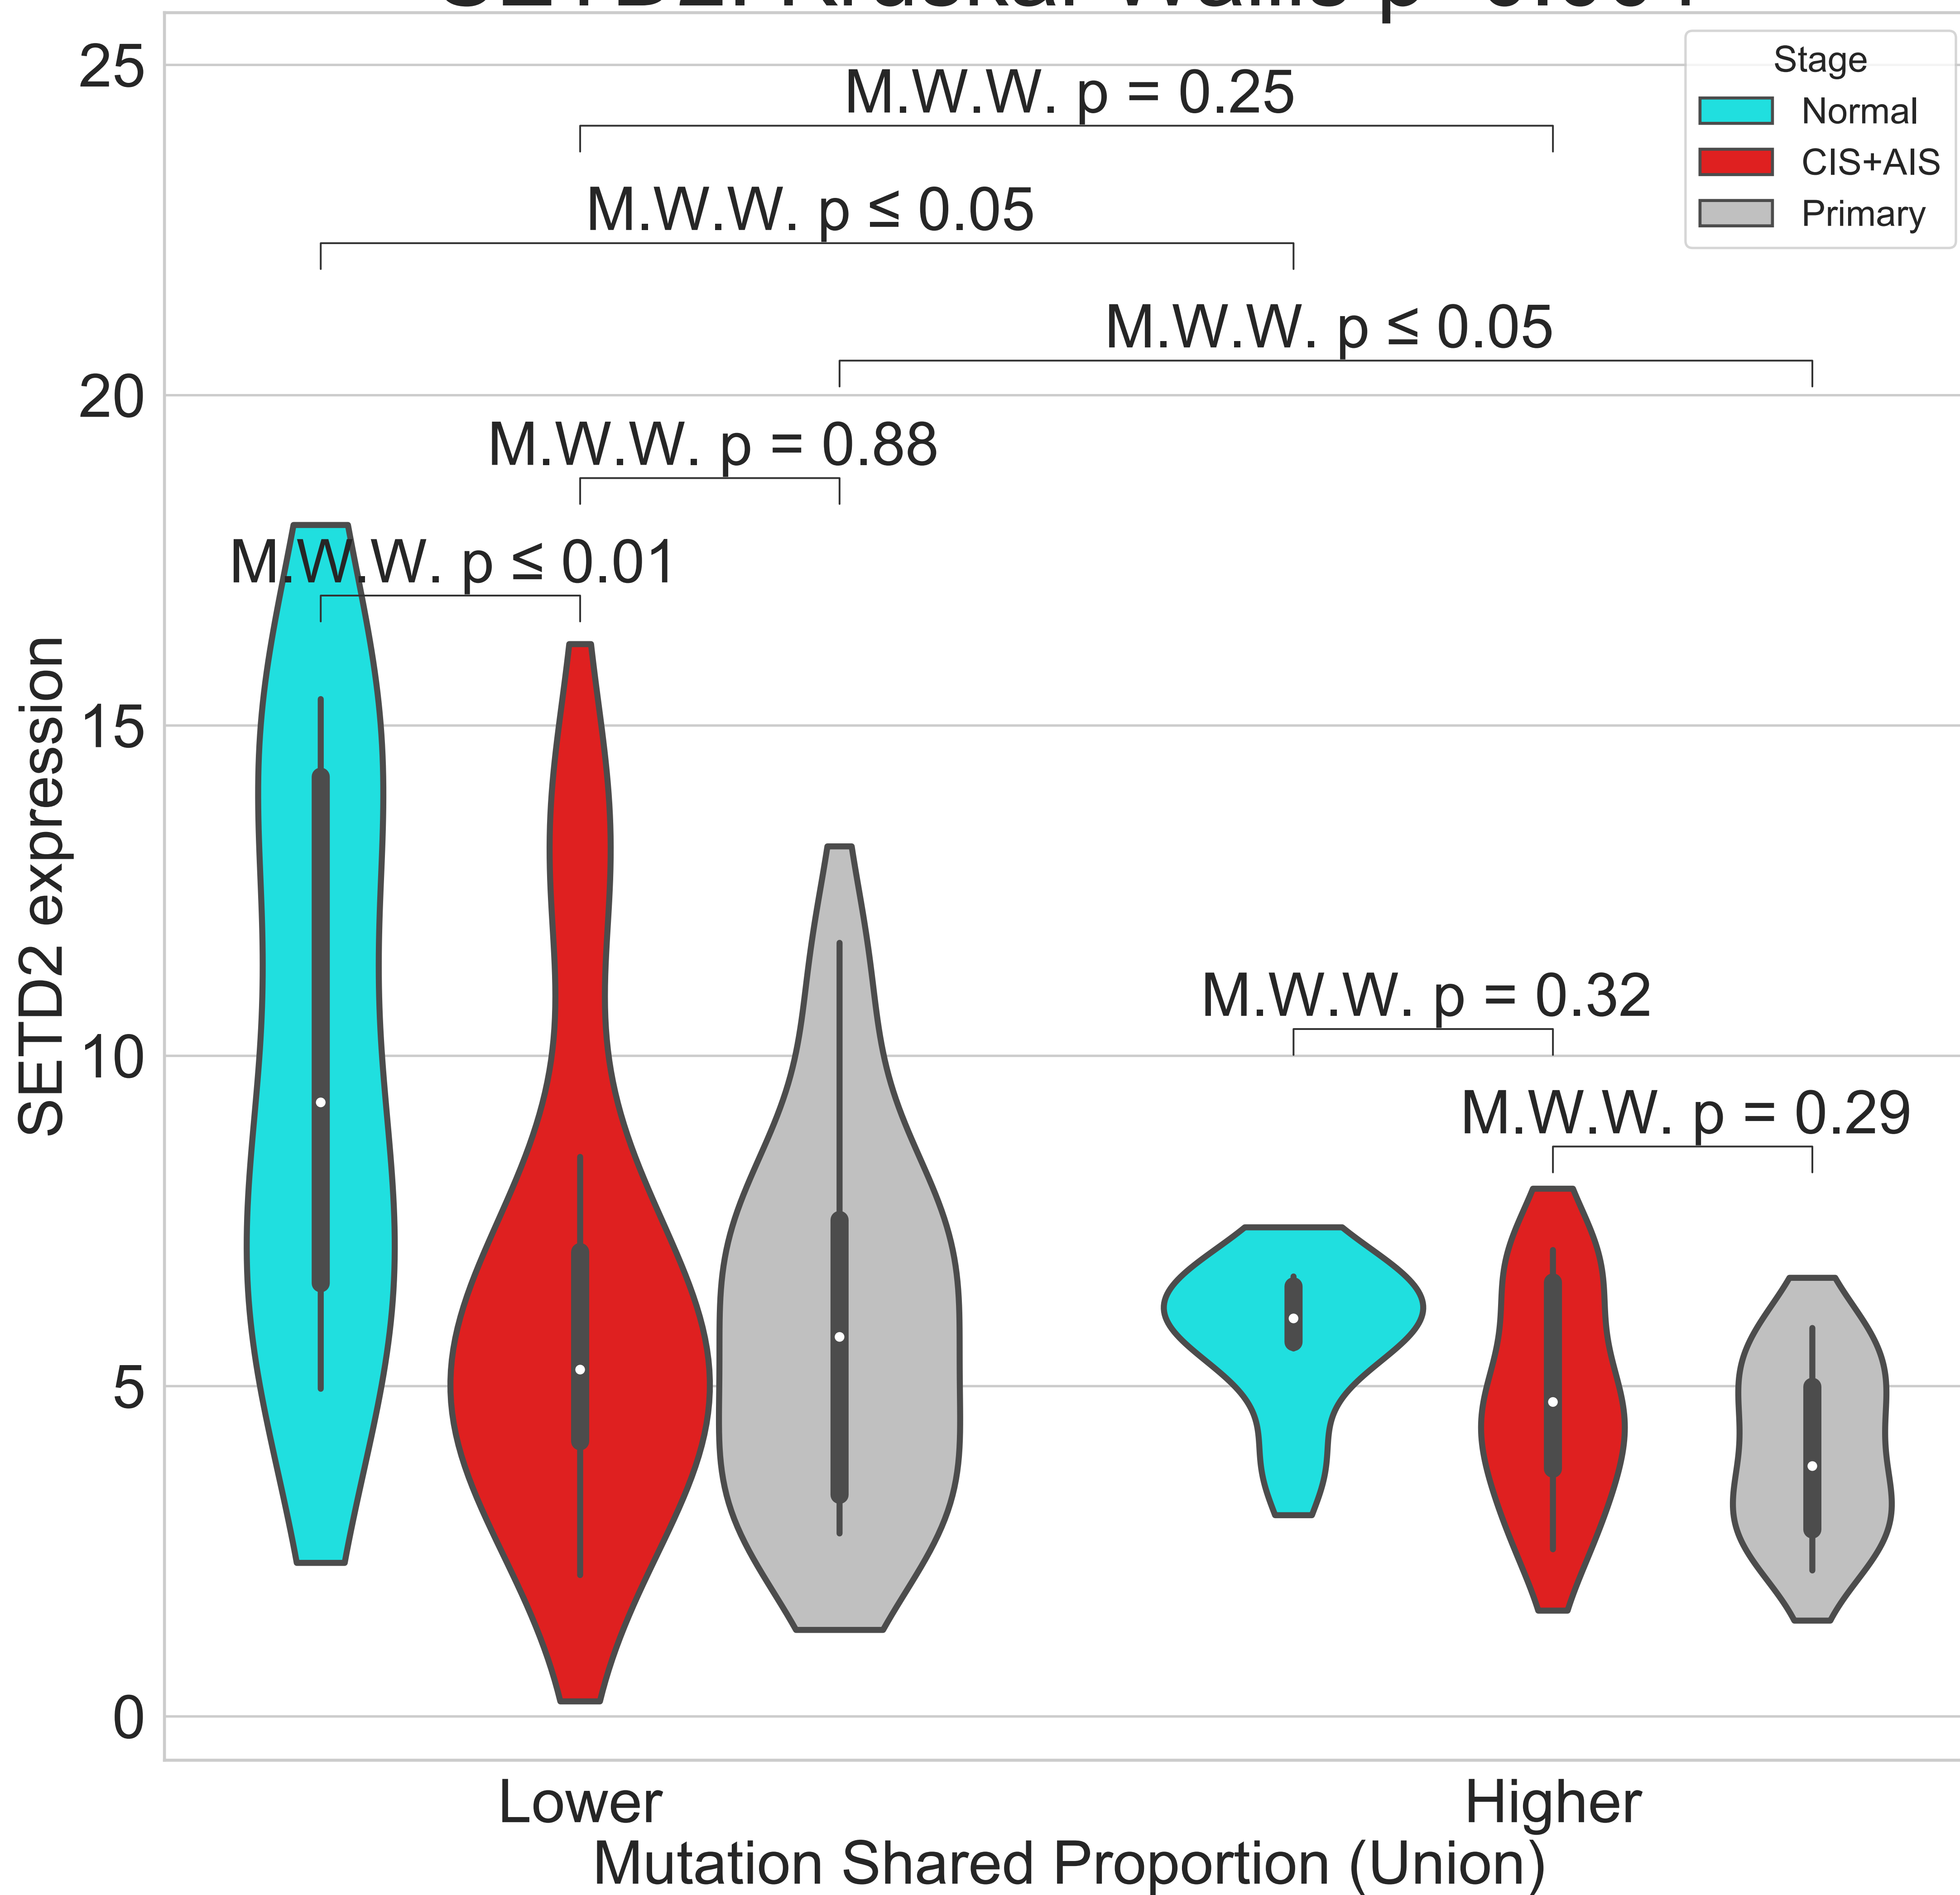 25
20
15
10
5
0
SETD2 expression
M.W.W. p = 0.25
M.W.W. p ≤ 0.05
M.W.W. p ≤ 0.05
M.W.W. p = 0.88
M.W.W. p ≤ 0.01
M.W.W. p = 0.32
M.W.W. p = 0.29
Stage
Normal
CIS+AIS
Primary
Lower
Higher
Mutation Shared Proportion (Union)